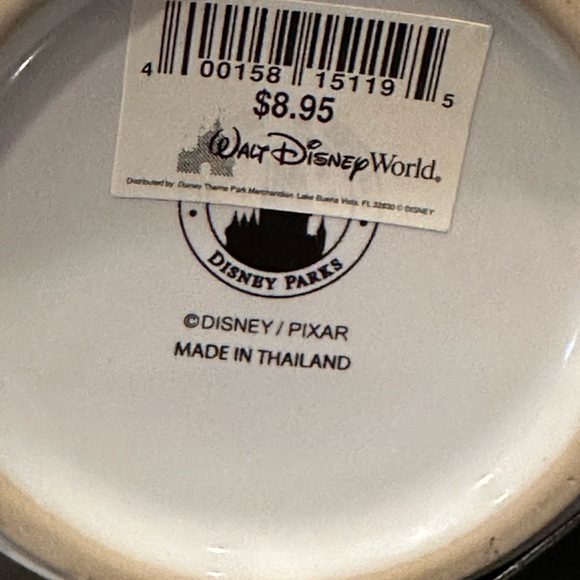 4 00158 15119 5
$8.95
WALT DISNEY World.
Distributed by Disney Theme Park Merchandise Lake Buena Vista, FL 32830 © DISNEY
DISNEY PARKS
©DISNEY / PIXAR
MADE IN THAILAND